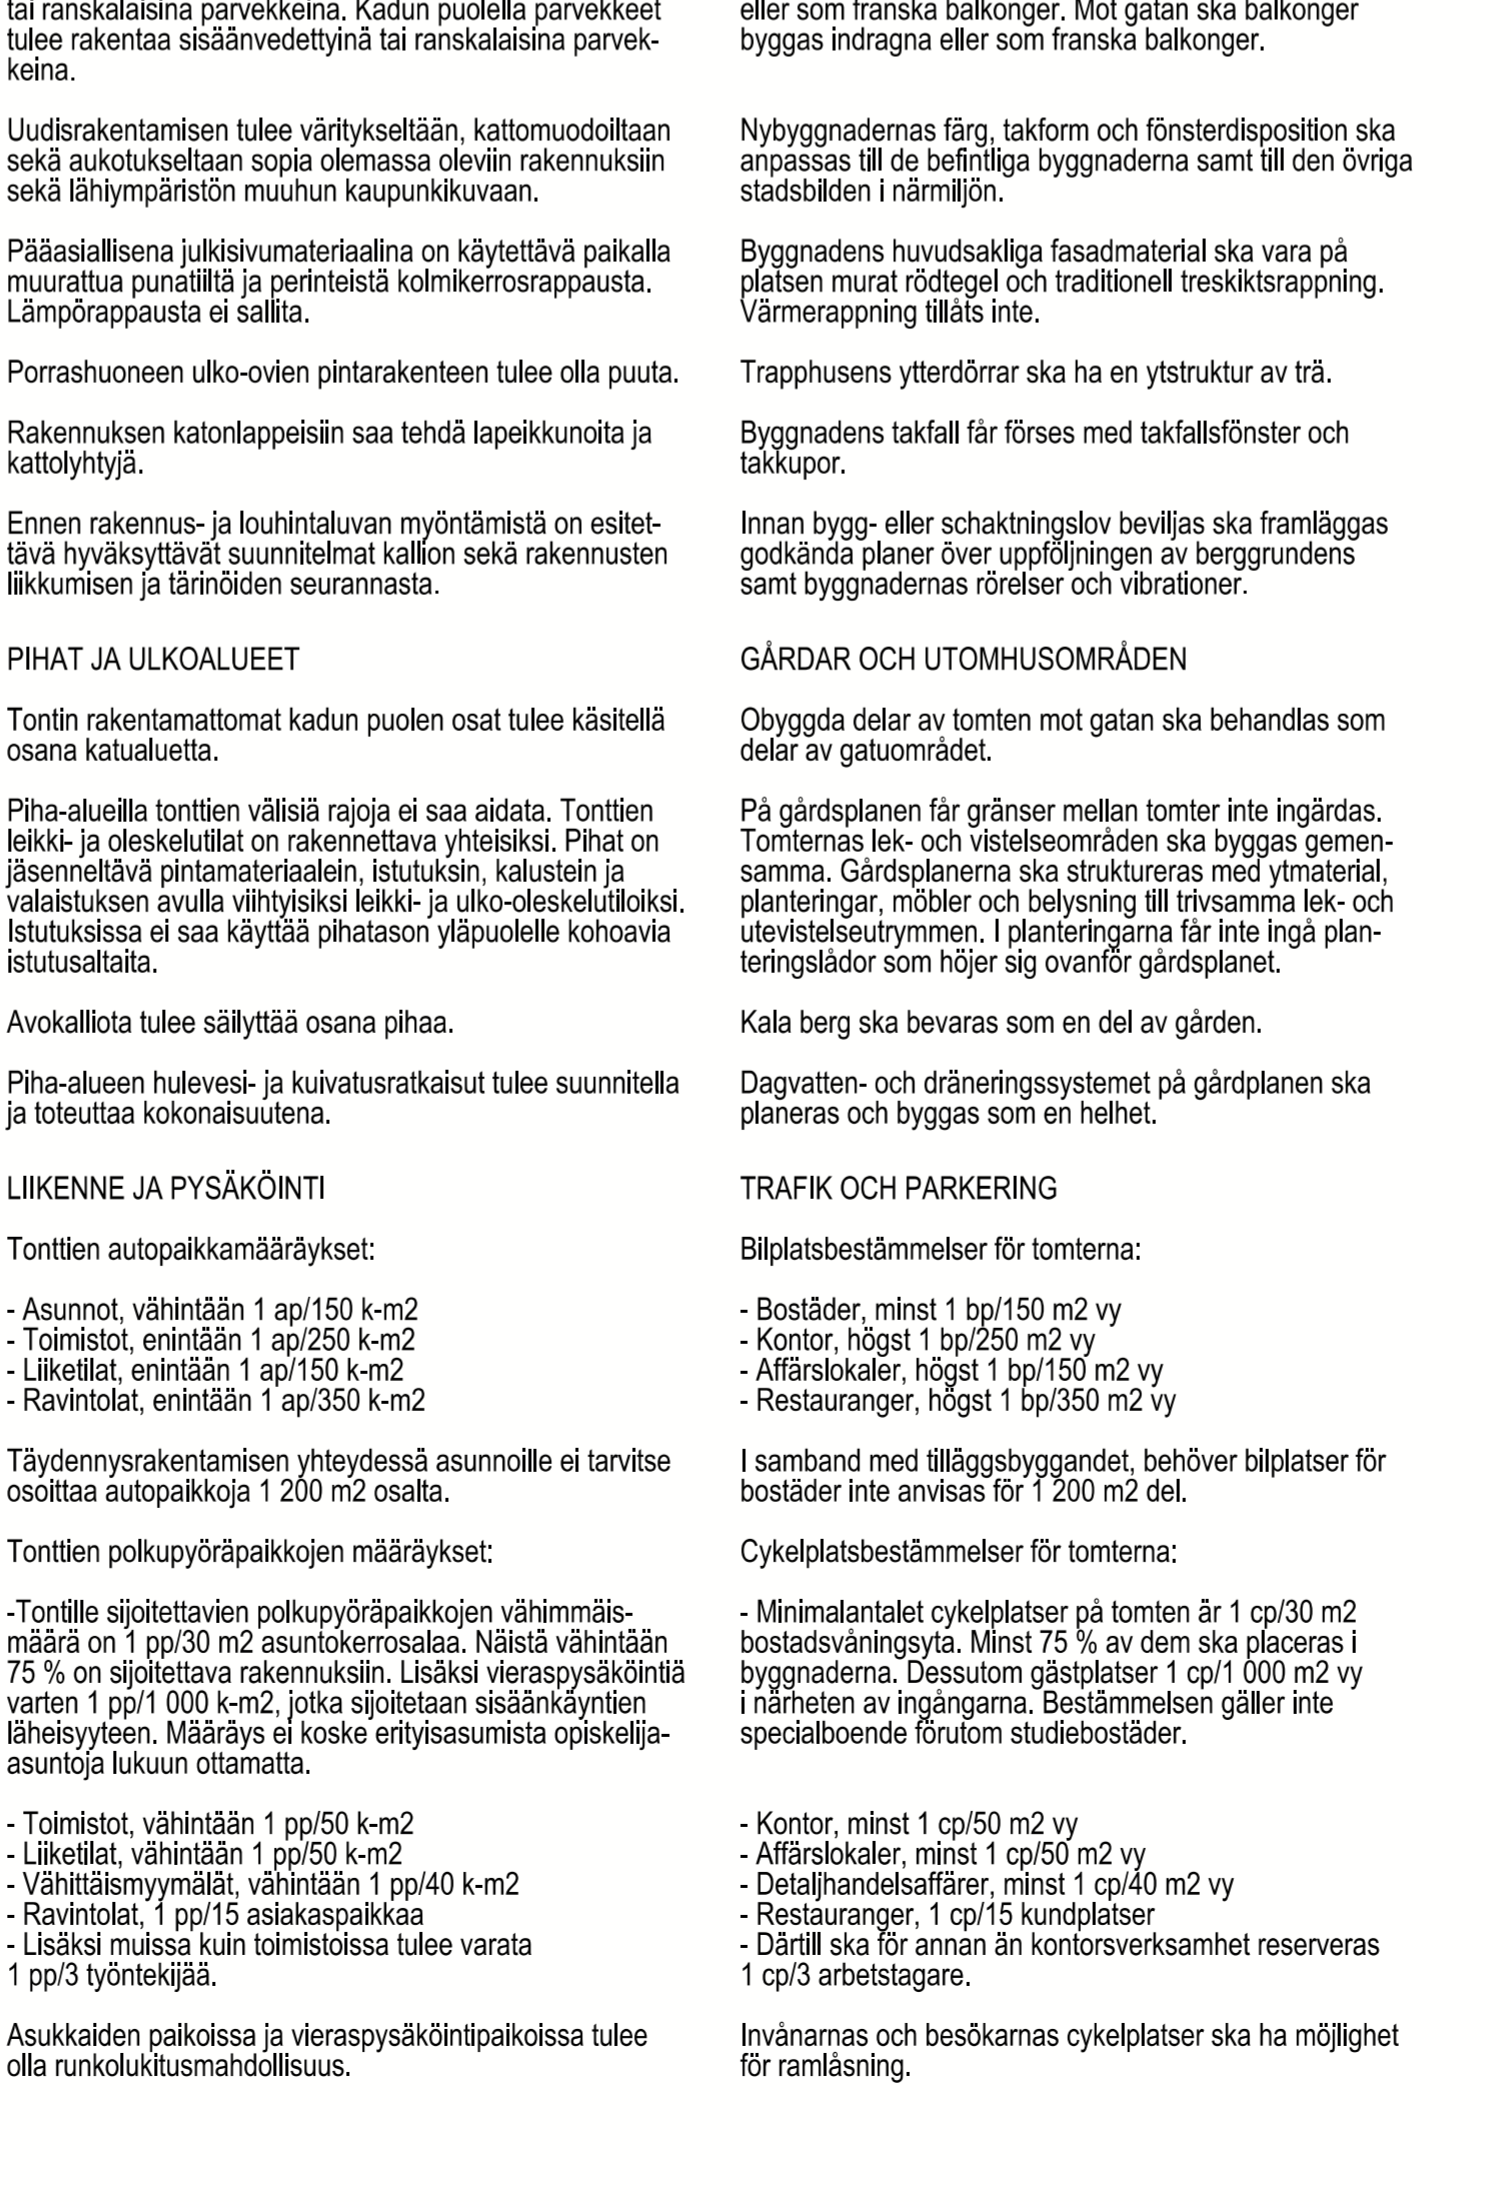 tai ranskalaisina parvekkeina. Kadun puolella parvekkeet
tulee rakentaa sisäänvedettyinä tai ranskalaisina parvek-
keina.
Uudisrakentamisen tulee väritykseltään, kattomuodoiltaan
sekä aukotukseltaan sopia olemassa oleviin rakennuksiin
sekä lähiympäristön muuhun kaupunkikuvaan.
Pääasiallisena julkisivumateriaalina on käytettävä paikalla
muurattua punatiiltä ja perinteistä kolmikerrosrappausta.
Lämpörappausta ei sallita.
Porrashuoneen ulko-ovien pintarakenteen tulee olla puuta.
Rakennuksen katonlappeisiin saa tehdä lapeikkunoita ja
kattolyhtyjä.
Ennen rakennus- ja louhintaluvan myöntämistä on esitet-
tävä hyväksyttävät suunnitelmat kallion sekä rakennusten
liikkumisen ja tärinöiden seurannasta.
PIHAT JA ULKOALUEET
Tontin rakentamattomat kadun puolen osat tulee käsitellä
osana katualuetta.
Piha-alueilla tonttien välisiä rajoja ei saa aidata. Tonttien
leikki- ja oleskelutilat on rakennettava yhteisiksi. Pihat on
jäsenneltävä pintamateriaalein, istutuksin, kalustein ja
valaistuksen avulla viihtyisiksi leikki- ja ulko-oleskelutiloiksi.
Istutuksissa ei saa käyttää pihatason yläpuolelle kohoavia
istutusaltaita.
Avokalliota tulee säilyttää osana pihaa.
Piha-alueen hulevesi- ja kuivatusratkaisut tulee suunnitella
ja toteuttaa kokonaisuutena.
LIIKENNE JA PYSÄKÖINTI
Tonttien autopaikkamääräykset:
- Asunnot, vähintään 1 ap/150 k-m2
- Toimistot, enintään 1 ap/250 k-m2
- Liiketilat, enintään 1 ap/150 k-m2
- Ravintolat, enintään 1 ap/350 k-m2
Täydennysrakentamisen yhteydessä asunnoille ei tarvitse
osoittaa autopaikkoja 1 200 m2 osalta.
Tonttien polkupyöräpaikkojen määräykset:
-Tontille sijoitettavien polkupyöräpaikkojen vähimmäis-
määrä on 1 pp/30 m2 asuntokerrosalaa. Näistä vähintään
75 % on sijoitettava rakennuksiin. Lisäksi vieraspysäköintiä
varten 1 pp/1 000 k-m2, jotka sijoitetaan sisäänkäyntien
läheisyyteen. Määräys ei koske erityisasumista opiskelija-
asuntoja lukuun ottamatta.
- Toimistot, vähintään 1 pp/50 k-m2
- Liiketilat, vähintään 1 pp/50 k-m2
- Vähittäismyymälät, vähintään 1 pp/40 k-m2
- Ravintolat, 1 pp/15 asiakaspaikkaa
- Lisäksi muissa kuin toimistoissa tulee varata
1 pp/3 työntekijää.
Asukkaiden paikoissa ja vieraspysäköintipaikoissa tulee
olla runkolukitusmahdollisuus.
eller som franska balkonger. Mot gatan ska balkonger
byggas indragna eller som franska balkonger.
Nybyggnadernas färg, takform och fönsterdisposition ska
anpassas till de befintliga byggnaderna samt till den övriga
stadsbilden i närmiljön.
Byggnadens huvudsakliga fasadmaterial ska vara på
platsen murat rödtegel och traditionell treskiktsrappning.
Värmerappning tillåts inte.
Trapphusens ytterdörrar ska ha en ytstruktur av trä.
Byggnadens takfall får förses med takfallsfönster och
takkupor.
Innan bygg- eller schaktningslov beviljas ska framläggas
godkända planer över uppföljningen av berggrundens
samt byggnadernas rörelser och vibrationer.
GÅRDAR OCH UTOMHUSOMRÅDEN
Obyggda delar av tomten mot gatan ska behandlas som
delar av gatuområdet.
På gårdsplanen får gränser mellan tomter inte ingärdas.
Tomternas lek- och vistelseområden ska byggas gemen-
samma. Gårdsplanerna ska struktureras med ytmaterial,
planteringar, möbler och belysning till trivsamma lek- och
utevistelseutrymmen. I planteringarna får inte ingå plan-
teringslådor som höjer sig ovanför gårdsplanet.
Kala berg ska bevaras som en del av gården.
Dagvatten- och dräneringssystemet på gårdplanen ska
planeras och byggas som en helhet.
TRAFIK OCH PARKERING
Bilplatsbestämmelser för tomterna:
- Bostäder, minst 1 bp/150 m2 vy
- Kontor, högst 1 bp/250 m2 vy
- Affärslokaler, högst 1 bp/150 m2 vy
- Restauranger, högst 1 bp/350 m2 vy
I samband med tilläggsbyggandet, behöver bilplatser för
bostäder inte anvisas för 1 200 m2 del.
Cykelplatsbestämmelser för tomterna:
- Minimalantalet cykelplatser på tomten är 1 cp/30 m2
bostadsvåningsyta. Minst 75 % av dem ska placeras i
byggnaderna. Dessutom gästplatser 1 cp/1 000 m2 vy
i närheten av ingångarna. Bestämmelsen gäller inte
specialboende förutom studiebostäder.
- Kontor, minst 1 cp/50 m2 vy
- Affärslokaler, minst 1 cp/50 m2 vy
- Detaljhandelsaffärer, minst 1 cp/40 m2 vy
- Restauranger, 1 cp/15 kundplatser
- Därtill ska för annan än kontorsverksamhet reserveras
1 cp/3 arbetstagare.
Invånarnas och besökarnas cykelplatser ska ha möjlighet
för ramlåsning.